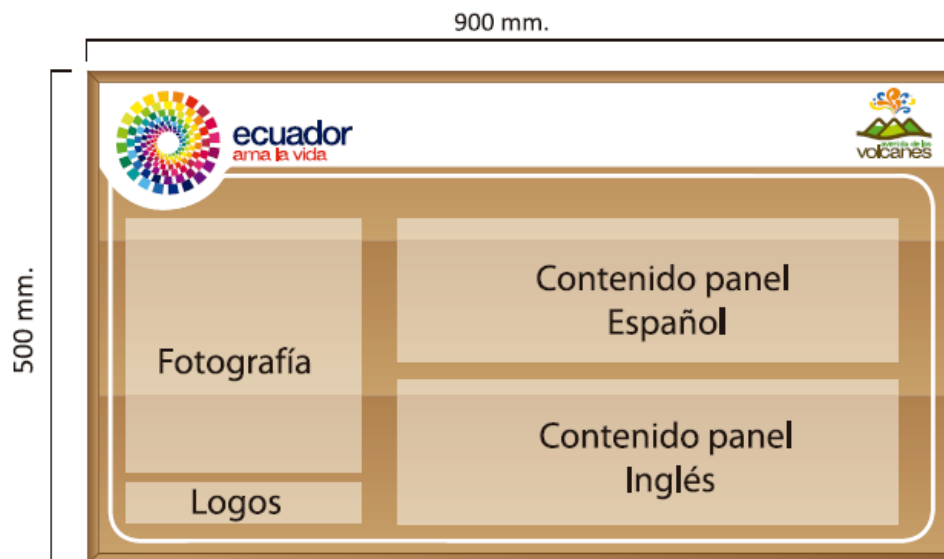 900 mm.
500 mm.
ecuador
ama la vida
avenida de los
volcanes
Fotografía
Logos
Contenido panel
Español
Contenido panel
Inglés